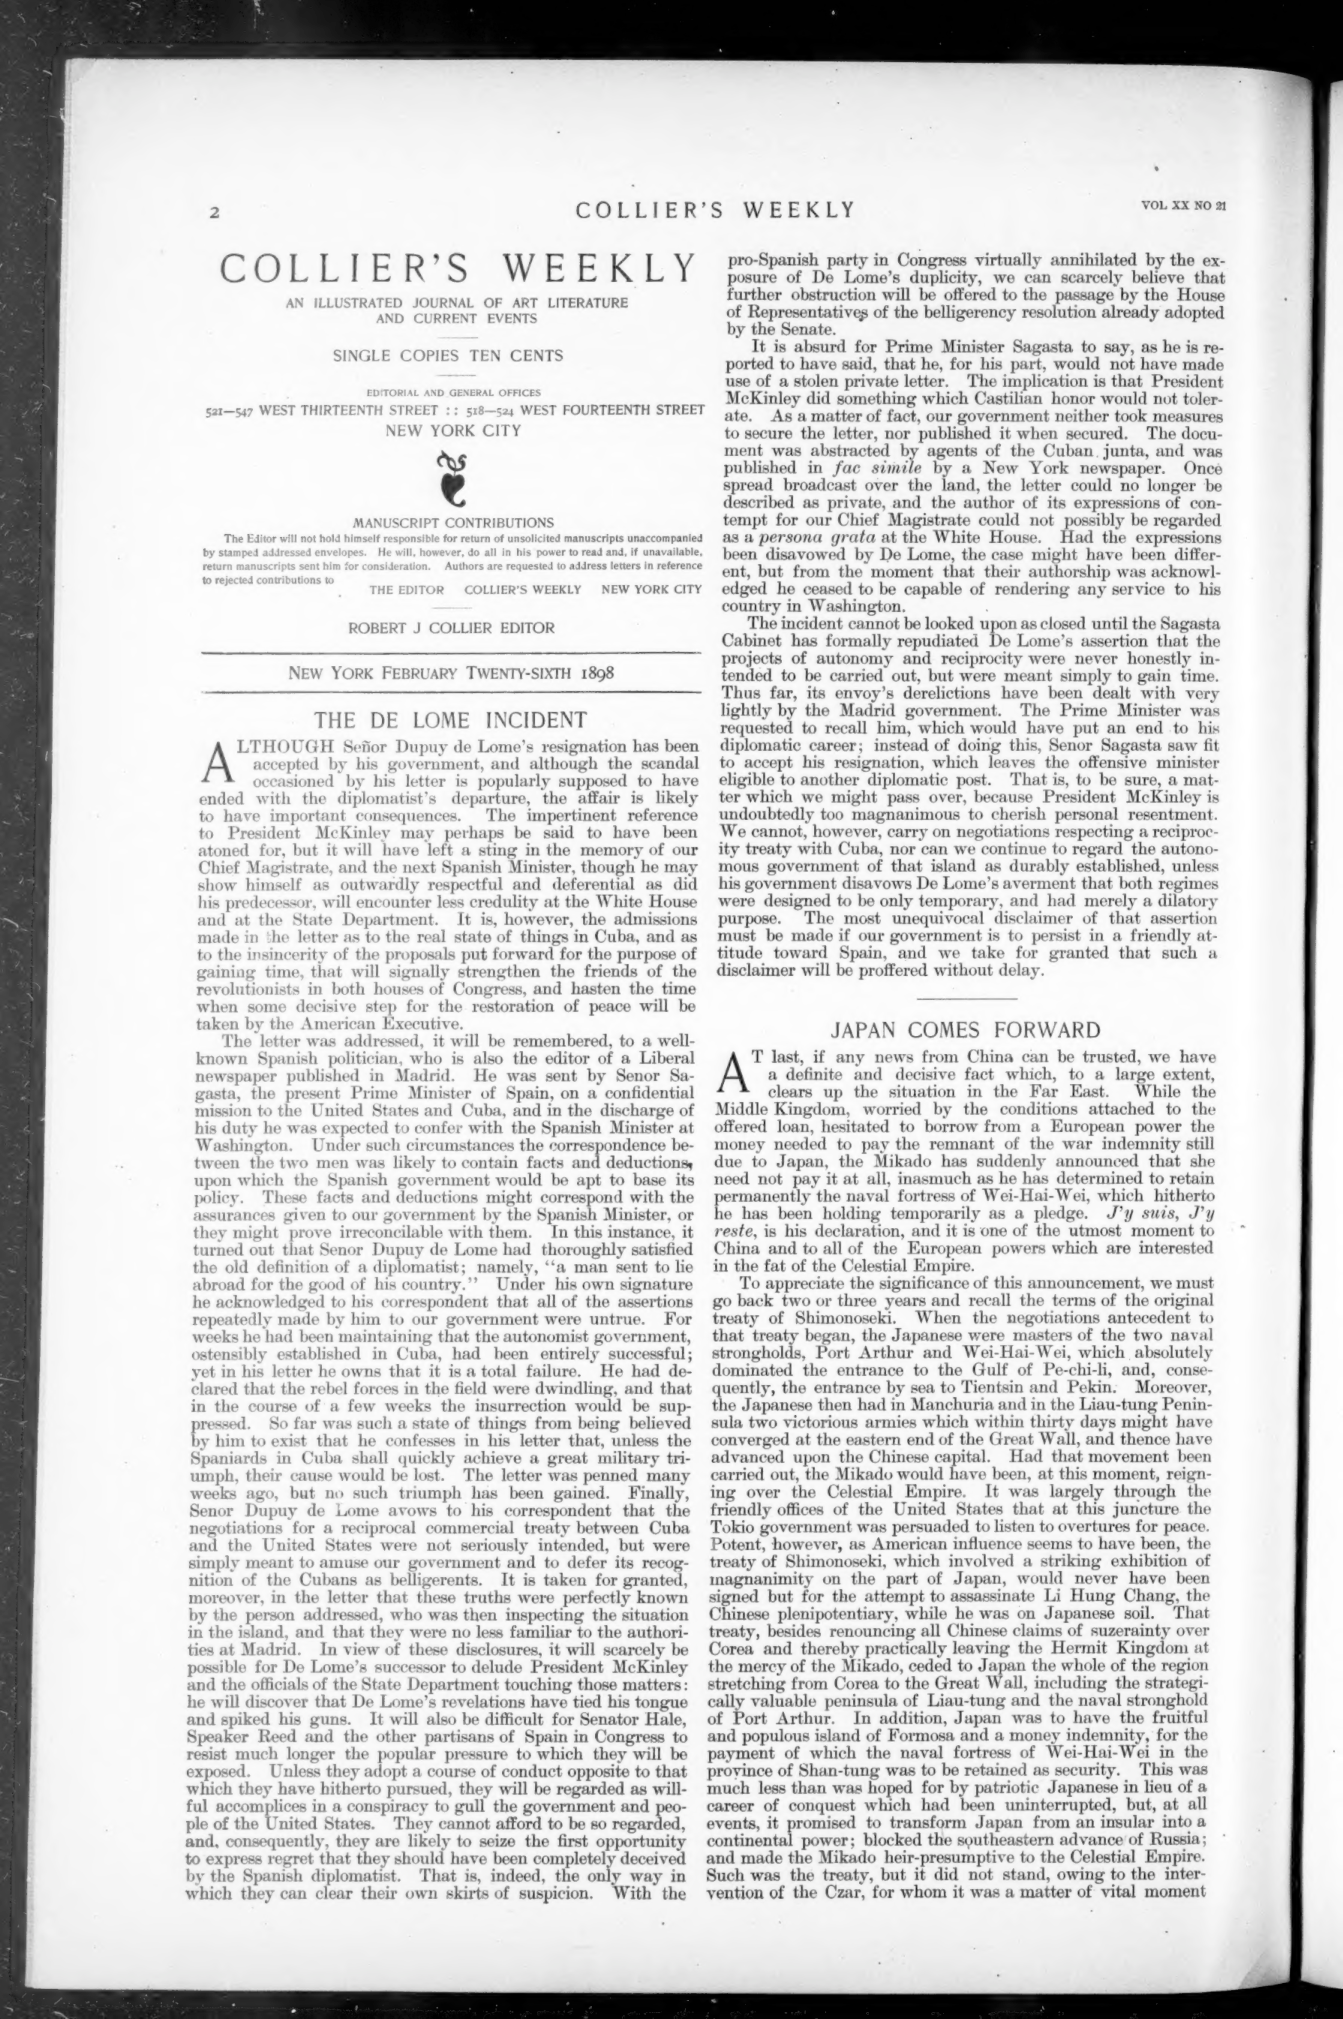 2
COLLIER'S WEEKLY
VOL XX NO 21
COLLIER'S WEEKLY
AN ILLUSTRATED JOURNAL OF ART LITERATURE
AND CURRENT EVENTS
SINGLE COPIES TEN CENTS
EDITORIAL AND GENERAL OFFICES
521—547 WEST THIRTEENTH STREET :: 518—524 WEST FOURTEENTH STREET
NEW YORK CITY
MANUSCRIPT CONTRIBUTIONS
The Editor will not hold himself responsible for return of unsolicited manuscripts unaccompanied
by stamped addressed envelopes. He will, however, do all in his power to read and, if unavailable,
return manuscripts sent him for consideration. Authors are requested to address letters in reference
to rejected contributions to
THE EDITOR COLLIER'S WEEKLY NEW YORK CITY
ROBERT J COLLIER EDITOR
NEW YORK FEBRUARY TWENTY-SIXTH 1898
THE DE LOME INCIDENT
ALTHOUGH Señor Dupuy de Lome's resignation has been
accepted by his government, and although the scandal
occasioned by his letter is popularly supposed to have
ended with the diplomatist's departure, the affair is likely
to have important consequences. The impertinent reference
to President McKinley may perhaps be said to have been
atoned for, but it will have left a sting in the memory of our
Chief Magistrate, and the next Spanish Minister, though he may
show himself as outwardly respectful and deferential as did
his predecessor, will encounter less credulity at the White House
and at the State Department. It is, however, the admissions
made in the letter as to the real state of things in Cuba, and as
to the insincerity of the proposals put forward for the purpose of
gaining time, that will signally strengthen the friends of the
revolutionists in both houses of Congress, and hasten the time
when some decisive step for the restoration of peace will be
taken by the American Executive.
The letter was addressed, it will be remembered, to a well-
known Spanish politician, who is also the editor of a Liberal
newspaper published in Madrid. He was sent by Senor Sa-
gasta, the present Prime Minister of Spain, on a confidential
mission to the United States and Cuba, and in the discharge of
his duty he was expected to confer with the Spanish Minister at
Washington. Under such circumstances the correspondence be-
tween the two men was likely to contain facts and deductions,
upon which the Spanish government would be apt to base its
policy. These facts and deductions might correspond with the
assurances given to our government by the Spanish Minister, or
they might prove irreconcilable with them. In this instance, it
turned out that Senor Dupuy de Lome had thoroughly satisfied
the old definition of a diplomatist; namely, "a man sent to lie
abroad for the good of his country." Under his own signature
he acknowledged to his correspondent that all of the assertions
repeatedly made by him to our government were untrue. For
weeks he had been maintaining that the autonomist government,
ostensibly established in Cuba, had been entirely successful;
yet in his letter he owns that it is a total failure. He had de-
clared that the rebel forces in the field were dwindling, and that
in the course of a few weeks the insurrection would be sup-
pressed. So far was such a state of things from being believed
by him to exist that he confesses in his letter that, unless the
Spaniards in Cuba shall quickly achieve a great military tri-
umph, their cause would be lost. The letter was penned many
weeks ago, but no such triumph has been gained. Finally,
Senor Dupuy de Lome avows to his correspondent that the
negotiations for a reciprocal commercial treaty between Cuba
and the United States were not seriously intended, but were
simply meant to amuse our government and to defer its recog-
nition of the Cubans as belligerents. It is taken for granted,
moreover, in the letter that these truths were perfectly known
by the person addressed, who was then inspecting the situation
in the island, and that they were no less familiar to the authori-
ties at Madrid. In view of these disclosures, it will scarcely be
possible for De Lome's successor to delude President McKinley
and the officials of the State Department touching those matters:
he will discover that De Lome's revelations have tied his tongue
and spiked his guns. It will also be difficult for Senator Hale,
Speaker Reed and the other partisans of Spain in Congress to
resist much longer the popular pressure to which they will be
exposed. Unless they adopt a course of conduct opposite to that
which they have hitherto pursued, they will be regarded as will-
ful accomplices in a conspiracy to gull the government and peo-
ple of the United States. They cannot afford to be so regarded,
and, consequently, they are likely to seize the first opportunity
to express regret that they should have been completely deceived
by the Spanish diplomatist. That is, indeed, the only way in
which they can clear their own skirts of suspicion. With the
pro-Spanish party in Congress virtually annihilated by the ex-
posure of De Lome's duplicity, we can scarcely believe that
further obstruction will be offered to the passage by the House
of Representatives of the belligerency resolution already adopted
by the Senate.
It is absurd for Prime Minister Sagasta to say, as he is re-
ported to have said, that he, for his part, would not have made
use of a stolen private letter. The implication is that President
McKinley did something which Castilian honor would not toler-
ate. As a matter of fact, our government neither took measures
to secure the letter, nor published it when secured. The docu-
ment was abstracted by agents of the Cuban junta, and was
published in fac simile by a New York newspaper. Once
spread broadcast over the land, the letter could no longer be
described as private, and the author of its expressions of con-
tempt for our Chief Magistrate could not possibly be regarded
as a persona grata at the White House. Had the expressions
been disavowed by De Lome, the case might have been differ-
ent, but from the moment that their authorship was acknowl-
edged he ceased to be capable of rendering any service to his
country in Washington.
The incident cannot be looked upon as closed until the Sagasta
Cabinet has formally repudiated De Lome's assertion that the
projects of autonomy and reciprocity were never honestly in-
tended to be carried out, but were meant simply to gain time.
Thus far, its envoy's derelictions have been dealt with very
lightly by the Madrid government. The Prime Minister was
requested to recall him, which would have put an end to his
diplomatic career; instead of doing this, Senor Sagasta saw fit
to accept his resignation, which leaves the offensive minister
eligible to another diplomatic post. That is, to be sure, a mat-
ter which we might pass over, because President McKinley is
undoubtedly too magnanimous to cherish personal resentment.
We cannot, however, carry on negotiations respecting a reciproc-
ity treaty with Cuba, nor can we continue to regard the autono-
mous government of that island as durably established, unless
his government disavows De Lome's averment that both regimes
were designed to be only temporary, and had merely a dilatory
purpose. The most unequivocal disclaimer of that assertion
must be made if our government is to persist in a friendly at-
titude toward Spain, and we take for granted that such a
disclaimer will be proffered without delay.
JAPAN COMES FORWARD
AT last, if any news from China can be trusted, we have
a definite and decisive fact which, to a large extent,
clears up the situation in the Far East. While the
Middle Kingdom, worried by the conditions attached to the
offered loan, hesitated to borrow from a European power the
money needed to pay the remnant of the war indemnity still
due to Japan, the Mikado has suddenly announced that she
need not pay it at all, inasmuch as he has determined to retain
permanently the naval fortress of Wei-Hai-Wei, which hitherto
he has been holding temporarily as a pledge. J'y suis, J'y
reste, is his declaration, and it is one of the utmost moment to
China and to all of the European powers which are interested
in the fat of the Celestial Empire.
To appreciate the significance of this announcement, we must
go back two or three years and recall the terms of the original
treaty of Shimonoseki. When the negotiations antecedent to
that treaty began, the Japanese were masters of the two naval
strongholds, Port Arthur and Wei-Hai-Wei, which absolutely
dominated the entrance to the Gulf of Pe-chi-li, and, conse-
quently, the entrance by sea to Tientsin and Pekin. Moreover,
the Japanese then had in Manchuria and in the Liau-tung Penin-
sula two victorious armies which within thirty days might have
converged at the eastern end of the Great Wall, and thence have
advanced upon the Chinese capital. Had that movement been
carried out, the Mikado would have been, at this moment, reign-
ing over the Celestial Empire. It was largely through the
friendly offices of the United States that at this juncture the
Tokio government was persuaded to listen to overtures for peace.
Potent, however, as American influence seems to have been, the
treaty of Shimonoseki, which involved a striking exhibition of
magnanimity on the part of Japan, would never have been
signed but for the attempt to assassinate Li Hung Chang, the
Chinese plenipotentiary, while he was on Japanese soil. That
treaty, besides renouncing all Chinese claims of suzerainty over
Corea and thereby practically leaving the Hermit Kingdom at
the mercy of the Mikado, ceded to Japan the whole of the region
stretching from Corea to the Great Wall, including the strategi-
cally valuable peninsula of Liau-tung and the naval stronghold
of Port Arthur. In addition, Japan was to have the fruitful
and populous island of Formosa and a money indemnity, for the
payment of which the naval fortress of Wei-Hai-Wei in the
province of Shan-tung was to be retained as security. This was
much less than was hoped for by patriotic Japanese in lieu of a
career of conquest which had been uninterrupted, but, at all
events, it promised to transform Japan from an insular into a
continental power; blocked the southeastern advance of Russia;
and made the Mikado heir-presumptive to the Celestial Empire.
Such was the treaty, but it did not stand, owing to the inter-
vention of the Czar, for whom it was a matter of vital moment